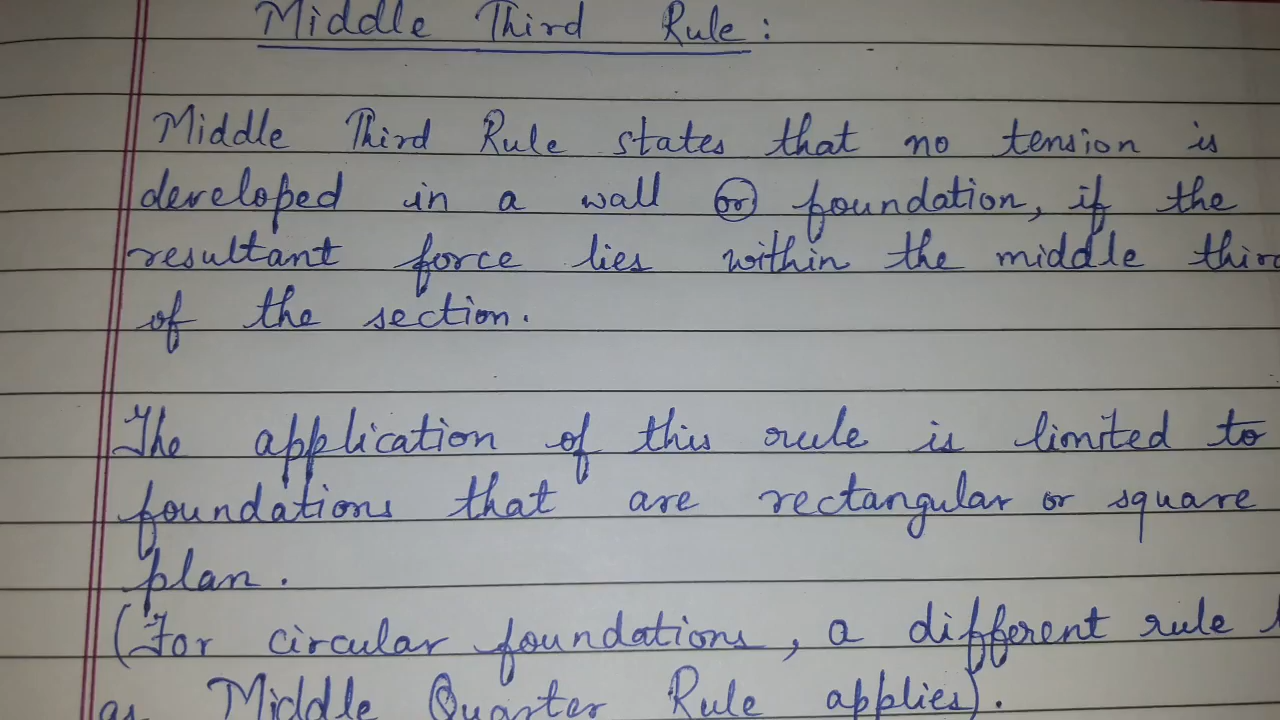 Middle Third Rule:
Middle Third Rule states that no tension is
developed in a wall or foundation, if the
resultant force lies within the middle third
of the section.
The application of this rule is limited to
foundations that are rectangular or square
plan.
(For circular foundations, a different rule
as Middle Quarter Rule applies).